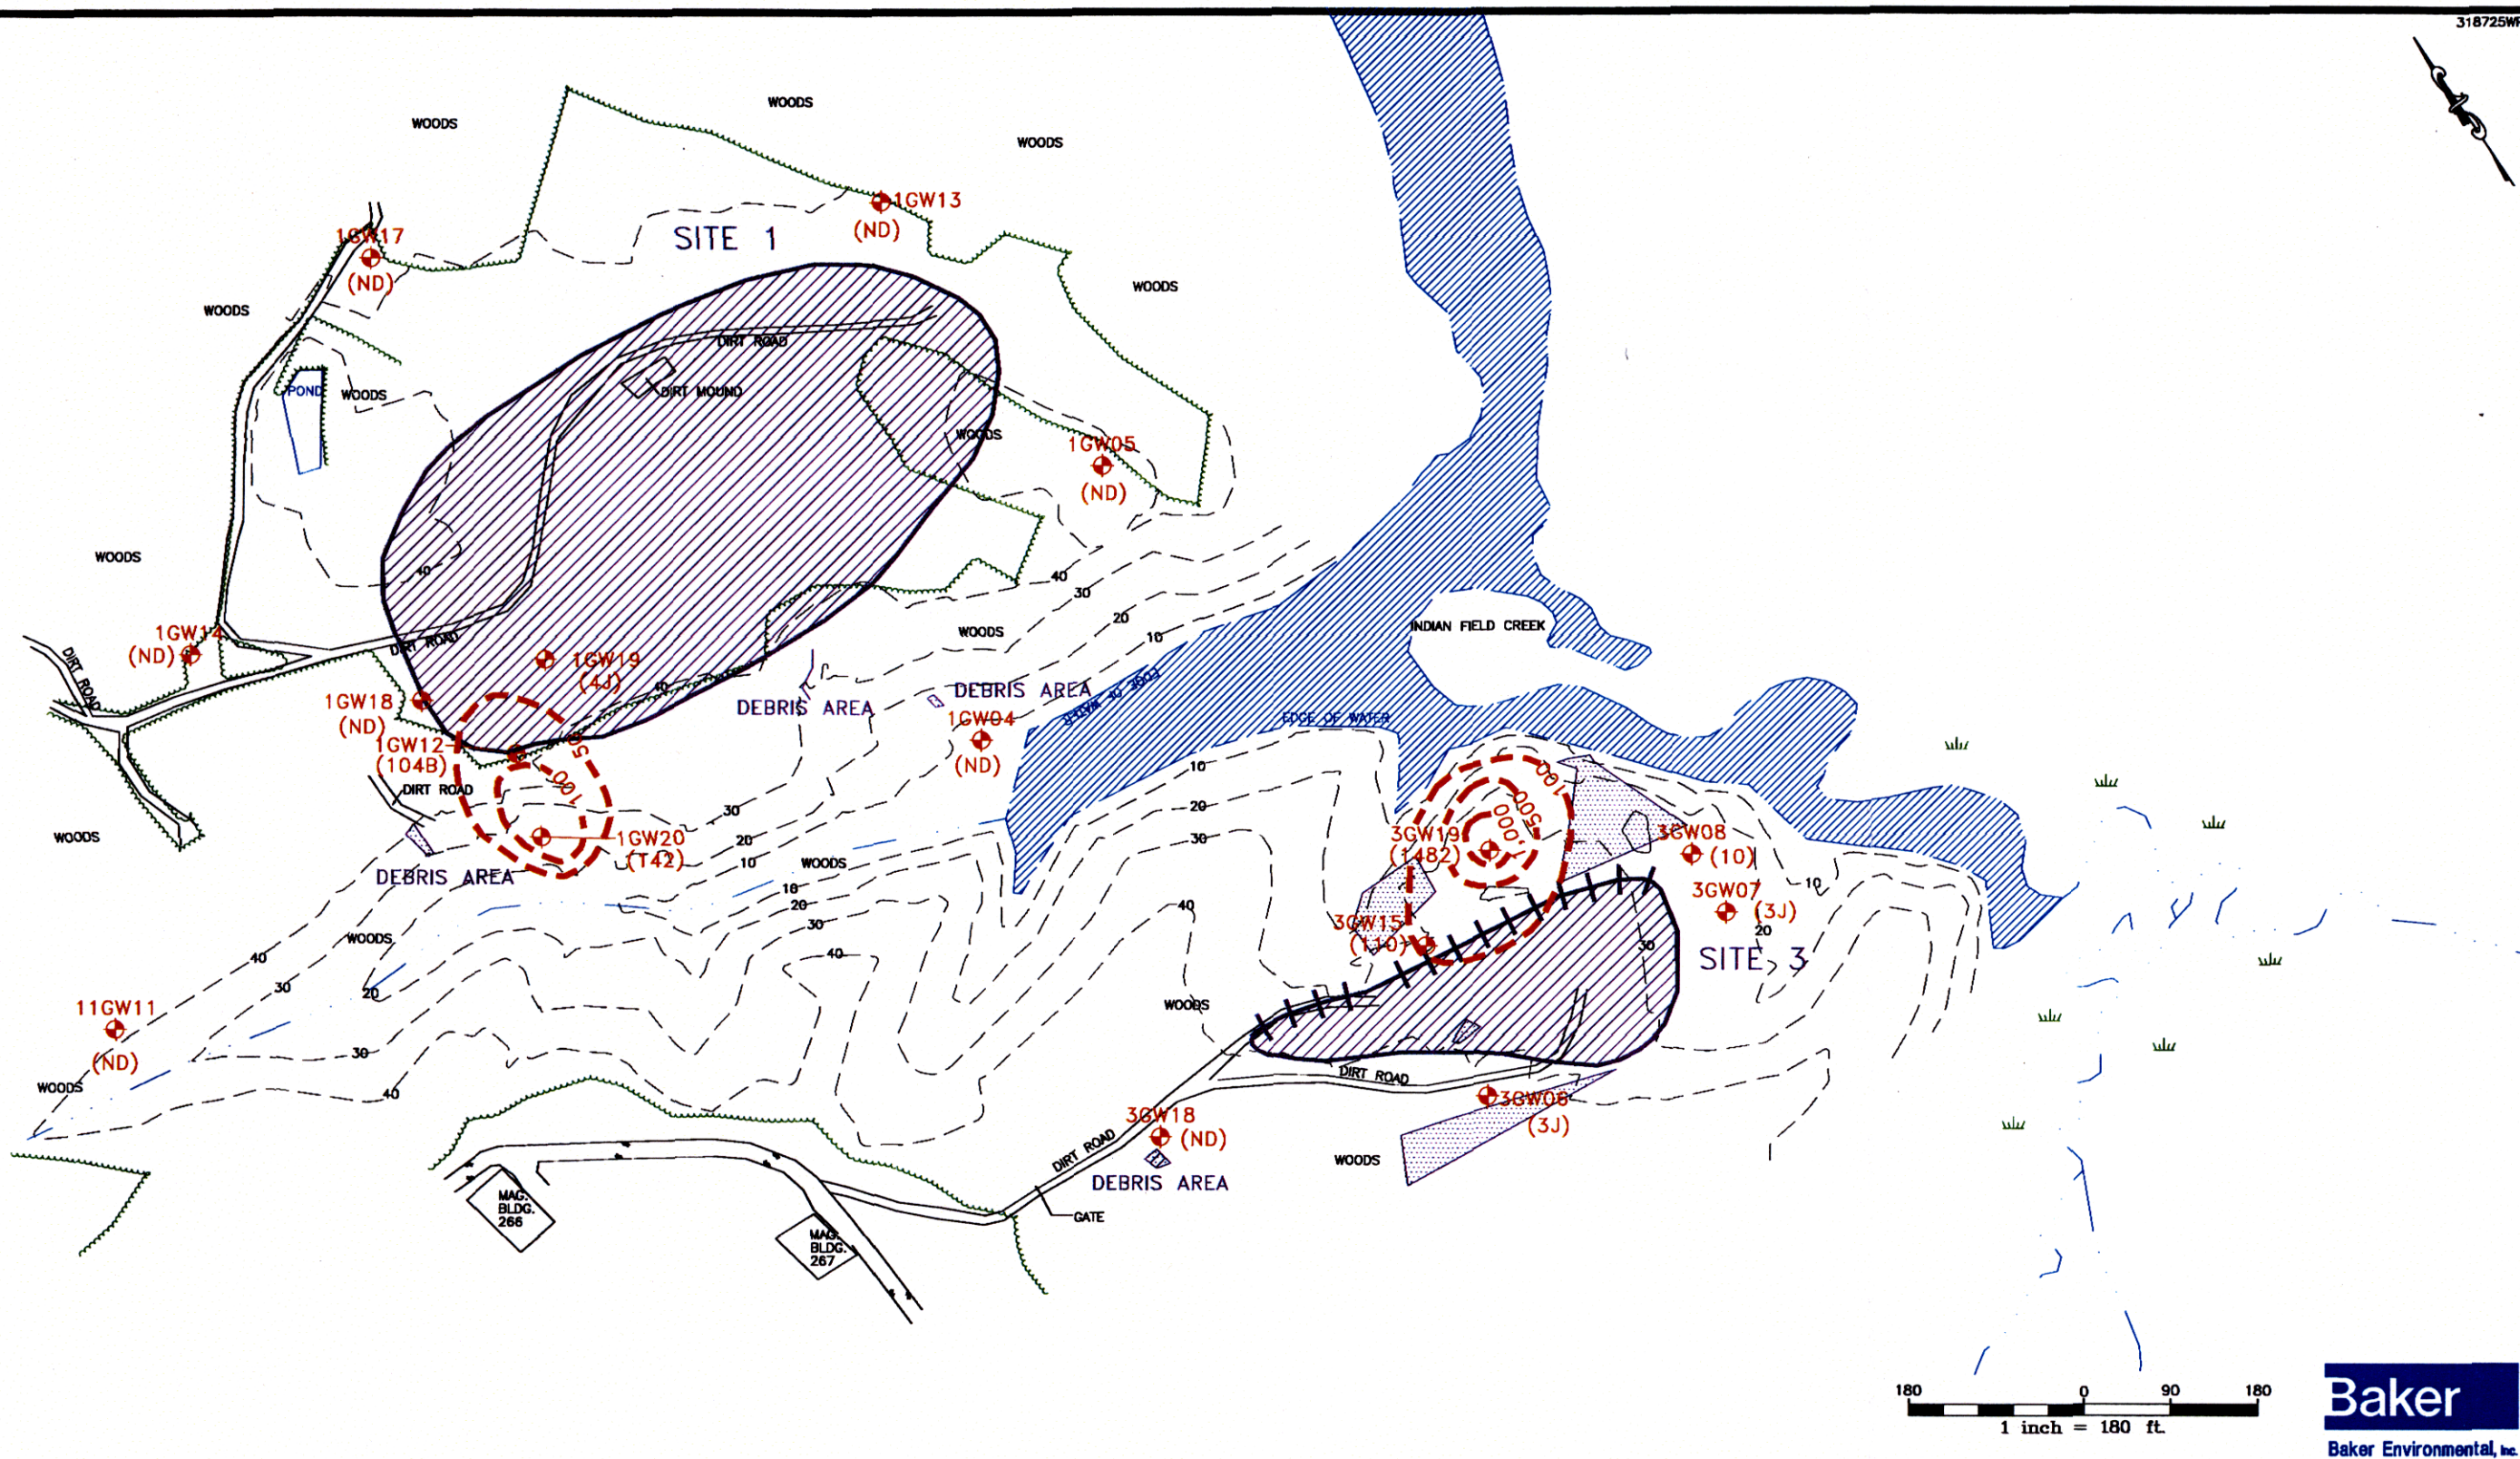 318725WP
WOODS
WOODS
WOODS
1GW13
(ND)
SITE 1
1GW17
(ND)
WOODS
WOODS
DIRT ROAD
DIRT MOUND
POND
WOODS
WOODS
1GW05
(ND)
WOODS
40
40
30
20
10
INDIAN FIELD CREEK
WOODS
1GW14
(ND)
DIRT ROAD
DIRT ROAD
1GW19
(4J)
40
1GW18
(ND)
DEBRIS AREA
DEBRIS AREA
EDGE OF WATER
EDGE OF WATER
1GW04
(ND)
1GW12
(104B)
50
100
DIRT ROAD
WOODS
1GW20
(142)
30
20
10
WOODS
DEBRIS AREA
10
20
30
40
10
20
30
40
100
500
1,000
3GW19
(1482)
3GW08
(10)
3GW07
(3J)
10
20
3GW15
(110)
30
SITE 3
WOODS
40
30
20
11GW11
(ND)
WOODS
30
40
WOODS
DIRT ROAD
3GW06
(3J)
3GW18
(ND)
DIRT ROAD
DEBRIS AREA
WOODS
GATE
MAG.
BLDG.
266
MAG.
BLDG.
267
180 0 90 180
1 inch = 180 ft.
Baker
Baker Environmental, Inc.